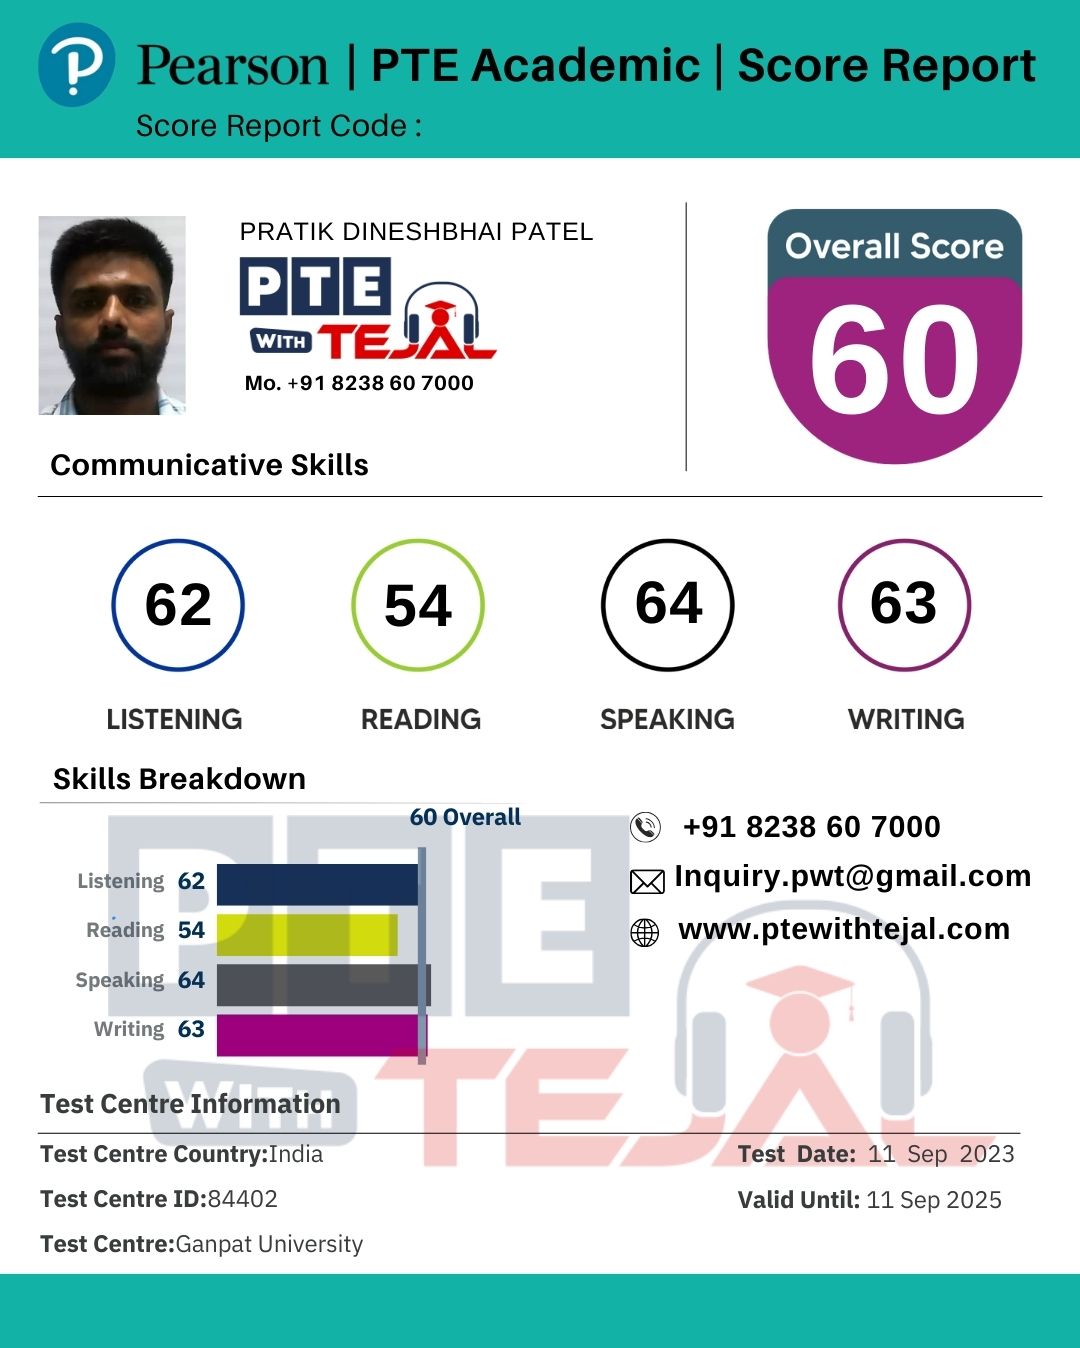 Pearson | PTE Academic | Score Report
Score Report Code :
PRATIK DINESHBHAI PATEL
PTE
WITH TEJAL
Mo. +91 8238 60 7000
Overall Score
60
Communicative Skills
62 54 64 63
LISTENING READING SPEAKING WRITING
Skills Breakdown
60 Overall
Listening 62
Reading 54
Speaking 64
Writing 63
+91 8238 60 7000
Inquiry.pwt@gmail.com
www.ptewithtejal.com
PTE
WITH TEJAL
Test Centre Information
Test Centre Country:India
Test Centre ID:84402
Test Centre:Ganpat University
Test Date: 11 Sep 2023
Valid Until: 11 Sep 2025